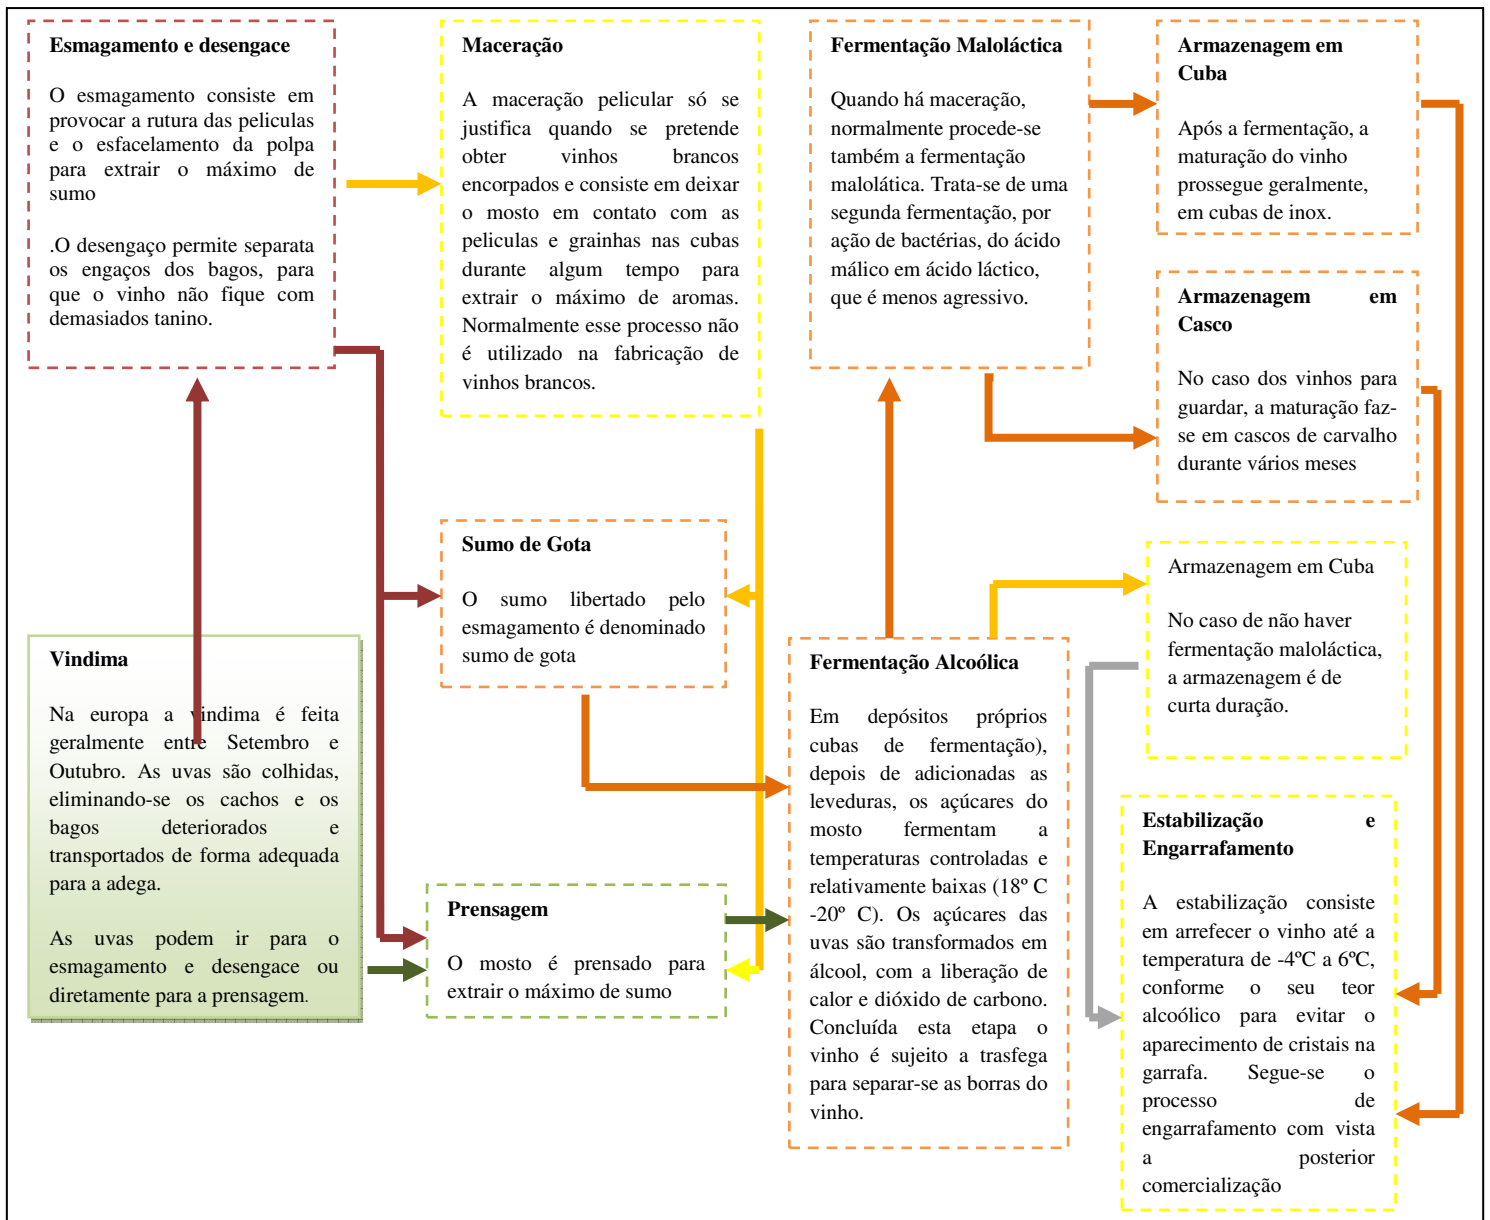 Esmagamento e desengace
O esmagamento consiste em
provocar a rutura das peliculas
e o esfacelamento da polpa
para extrair o máximo de
sumo
.O desengaço permite separata
os engaços dos bagos, para
que o vinho não fique com
demasiados tanino.
Maceração
A maceração pelicular só se
justifica quando se pretende
obter vinhos brancos
encorpados e consiste em deixar
o mosto em contato com as
peliculas e grainhas nas cubas
durante algum tempo para
extrair o máximo de aromas.
Normalmente esse processo não
é utilizado na fabricação de
vinhos brancos.
Fermentação Maloláctica
Quando há maceração,
normalmente procede-se
também a fermentação
malolática. Trata-se de uma
segunda fermentação, por
ação de bactérias, do ácido
málico em ácido láctico,
que é menos agressivo.
Armazenagem em
Cuba
Após a fermentação, a
maturação do vinho
prossegue geralmente,
em cubas de inox.
Armazenagem em
Casco
No caso dos vinhos para
guardar, a maturação faz-
se em cascos de carvalho
durante vários meses
Sumo de Gota
O sumo libertado pelo
esmagamento é denominado
sumo de gota
Armazenagem em Cuba
No caso de não haver
fermentação maloláctica,
a armazenagem é de
curta duração.
Vindima
Na europa a vindima é feita
geralmente entre Setembro e
Outubro. As uvas são colhidas,
eliminando-se os cachos e os
bagos deteriorados e
transportados de forma adequada
para a adega.
As uvas podem ir para o
esmagamento e desengace ou
diretamente para a prensagem.
Prensagem
O mosto é prensado para
extrair o máximo de sumo
Fermentação Alcoólica
Em depósitos próprios
cubas de fermentação),
depois de adicionadas as
leveduras, os açúcares do
mosto fermentam a
temperaturas controladas e
relativamente baixas (18º C
-20º C). Os açúcares das
uvas são transformados em
álcool, com a liberação de
calor e dióxido de carbono.
Concluída esta etapa o
vinho é sujeito a trasfega
para separar-se as borras do
vinho.
Estabilização e
Engarrafamento
A estabilização consiste
em arrefecer o vinho até a
temperatura de -4ºC a 6ºC,
conforme o seu teor
alcoólico para evitar o
aparecimento de cristais na
garrafa. Segue-se o
processo de
engarrafamento com vista
a posterior
comercialização